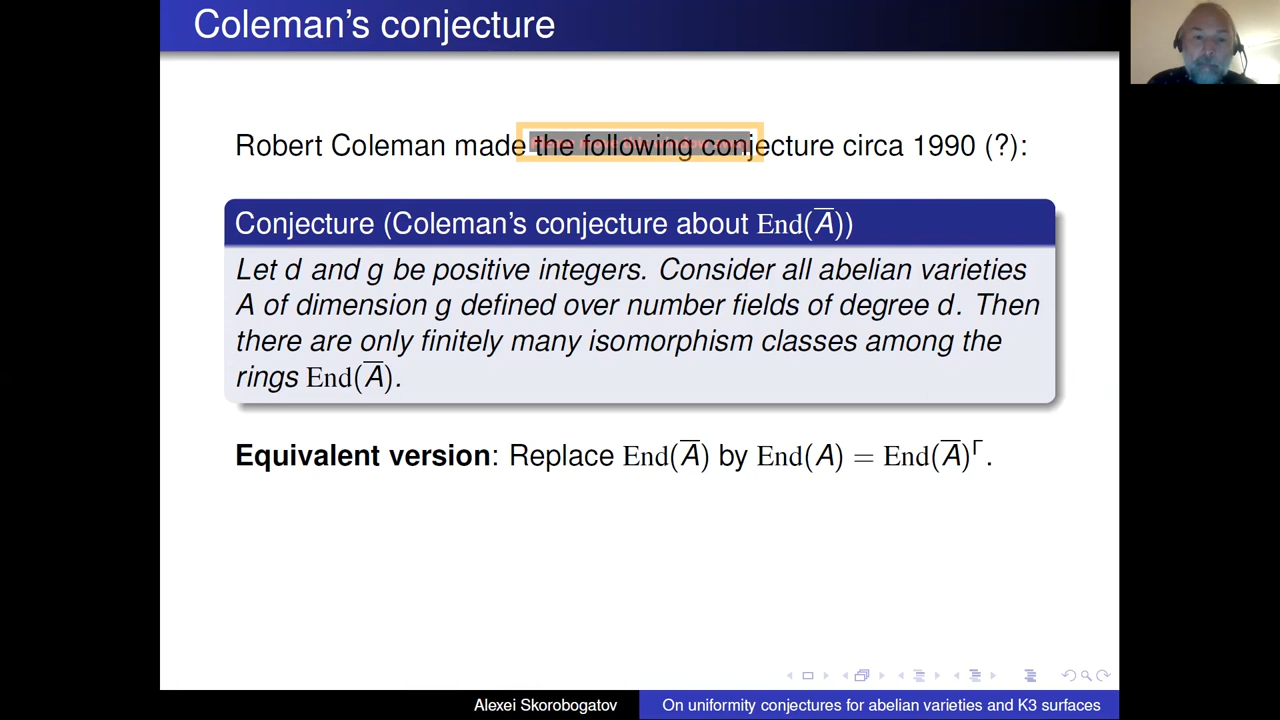 Coleman's conjecture
Robert Coleman made the following conjecture circa 1990 (?):
Conjecture (Coleman's conjecture about End(A̅))
Let d and g be positive integers. Consider all abelian varieties
A of dimension g defined over number fields of degree d. Then
there are only finitely many isomorphism classes among the
rings End(A̅).
Equivalent version: Replace End(A̅) by End(A) = End(A̅)^Γ.
Alexei Skorobogatov
On uniformity conjectures for abelian varieties and K3 surfaces